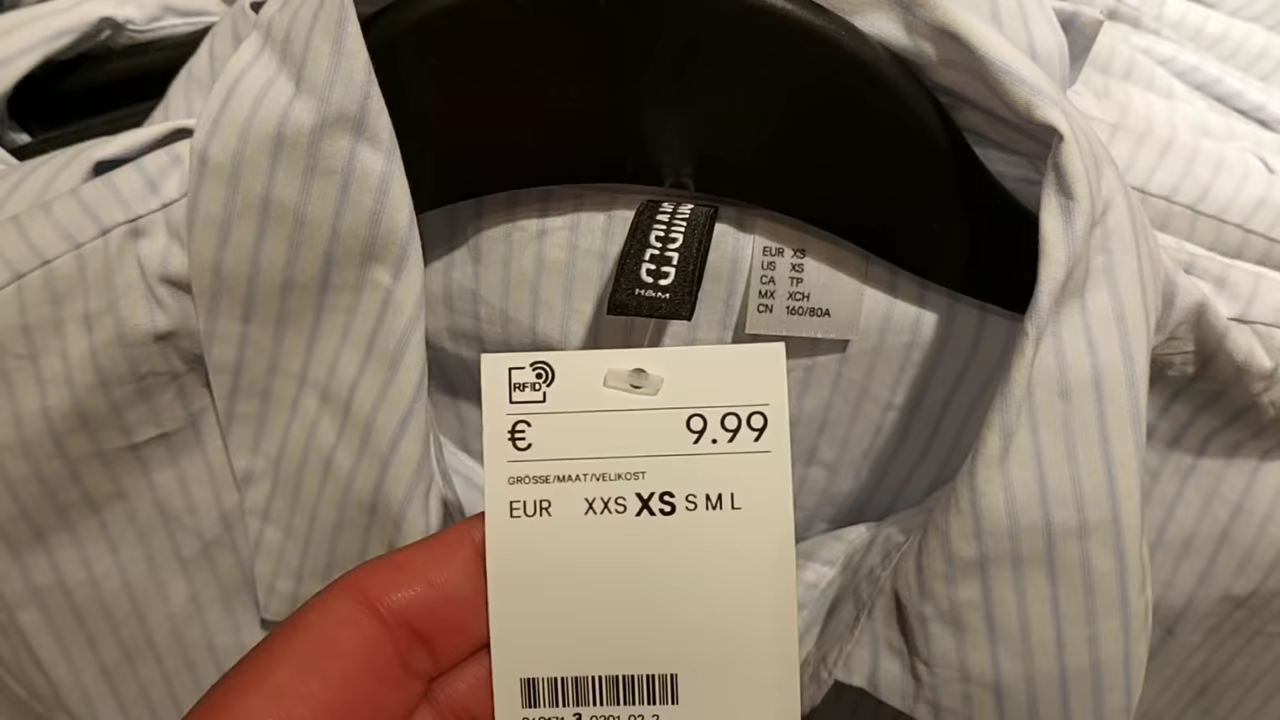 DIVIDED
H&M
EUR XS
US XS
CA TP
MX XCH
CN 160/80A
RFID
€ 9.99
GRÖSSE/MAAT/VELIKOST
EUR XXS XS S M L